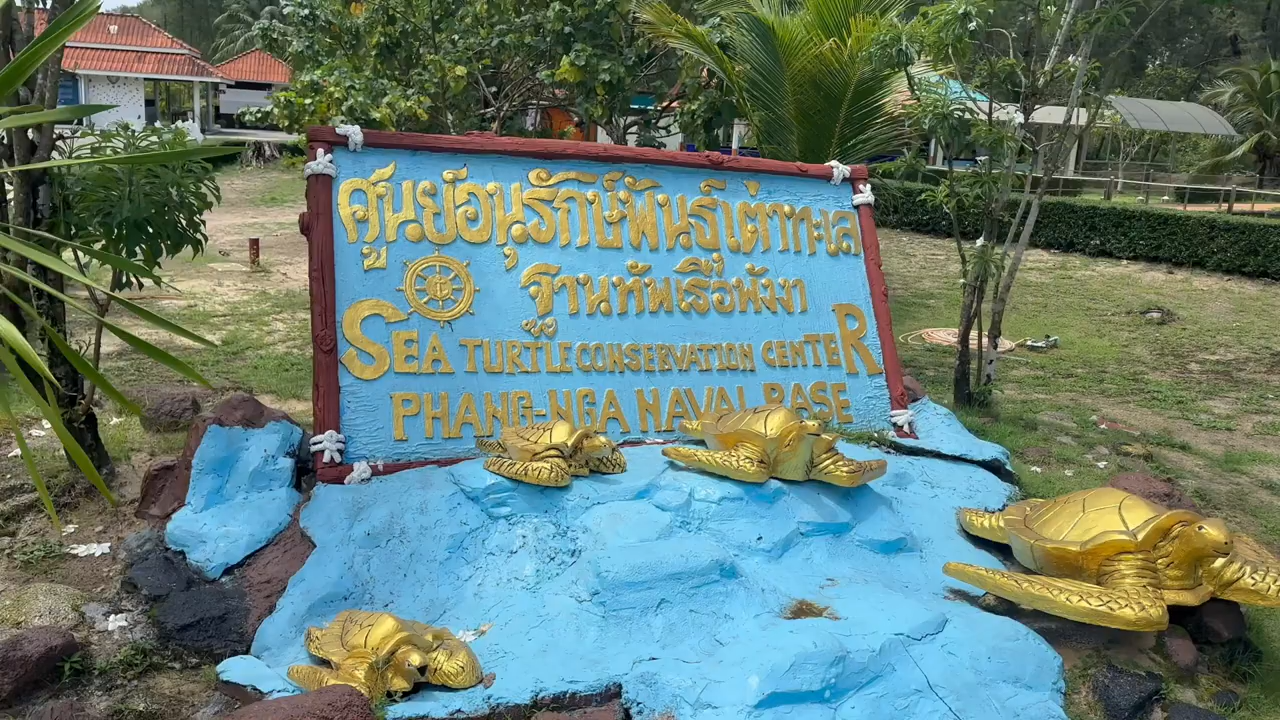 ศูนย์อนุรักษ์พันธุ์เต่าทะเล
ฐานทัพเรือพังงา
SEA TURTLE CONSERVATION CENTER
PHANG-NGA NAVAL BASE